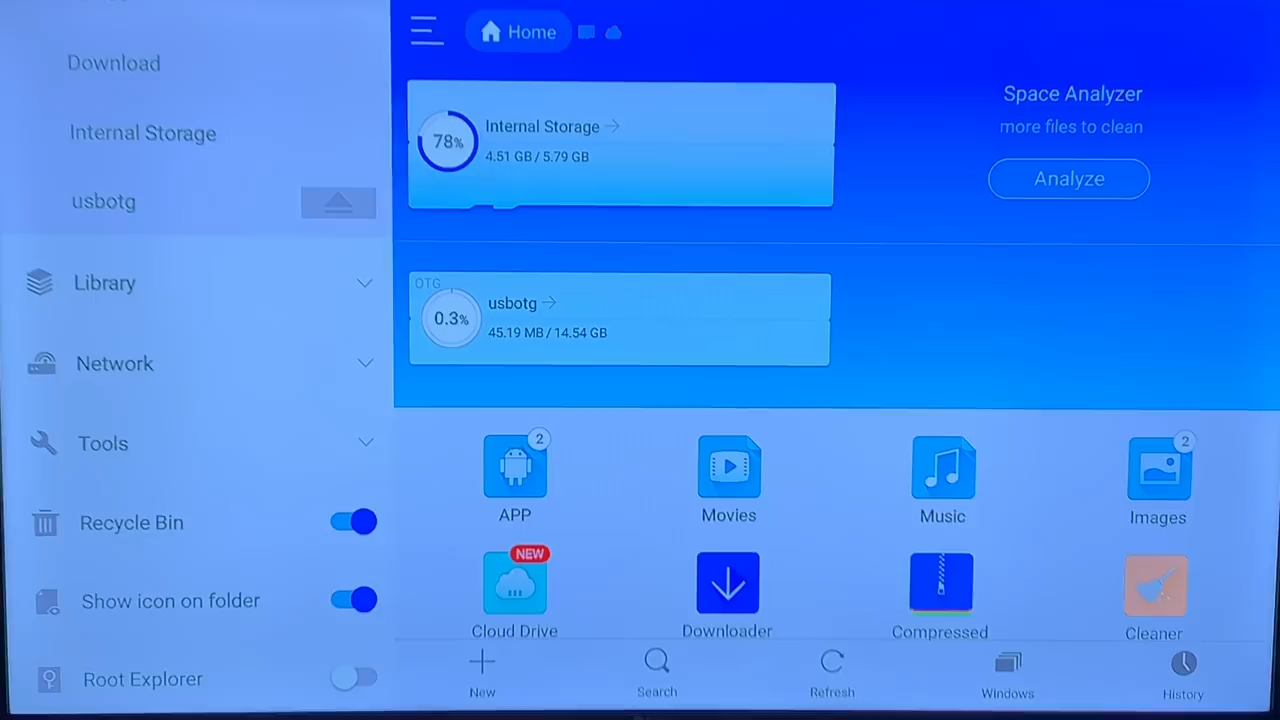 Download
Internal Storage
usbotg
Library
Network
Tools
Recycle Bin
Show icon on folder
Root Explorer
Home
78%
Internal Storage
4.51 GB / 5.79 GB
Space Analyzer
more files to clean
Analyze
OTG
0.3%
usbotg
45.19 MB / 14.54 GB
2
APP
Movies
Music
2
Images
NEW
Cloud Drive
Downloader
Compressed
Cleaner
New
Search
Refresh
Windows
History